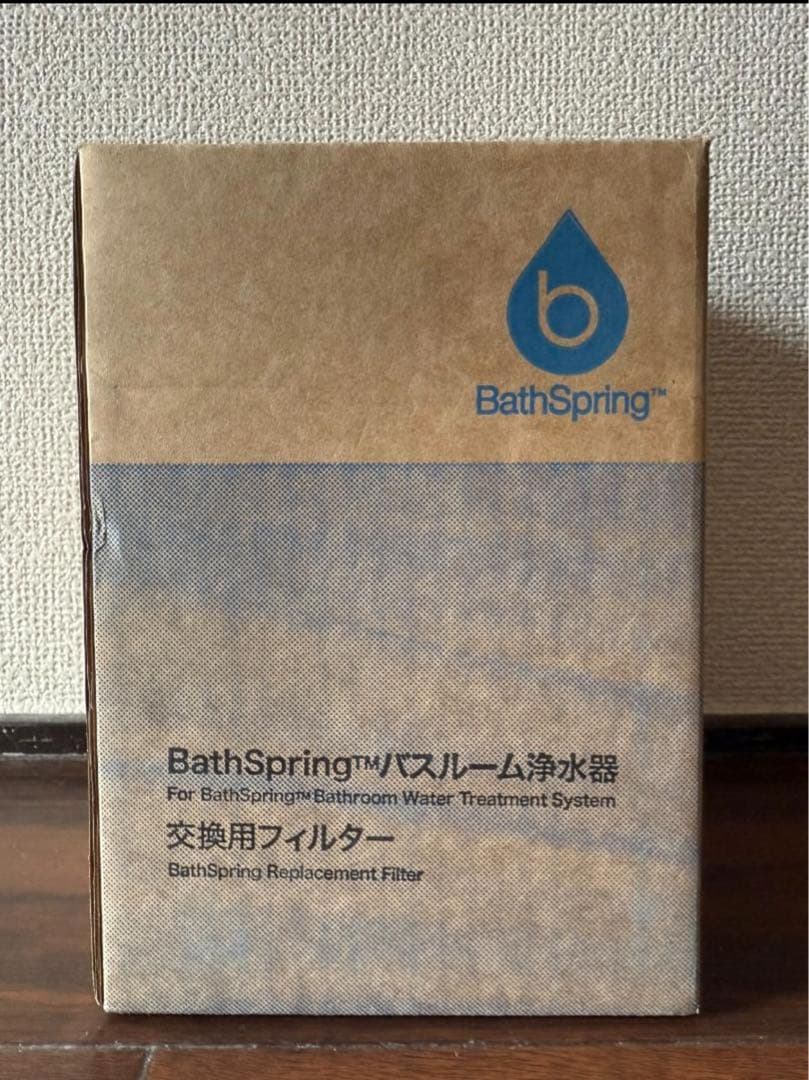 b
BathSpring™
BathSpring™バスルーム浄水器
For BathSpring™ Bathroom Water Treatment System
交換用フィルター
BathSpring Replacement Filter